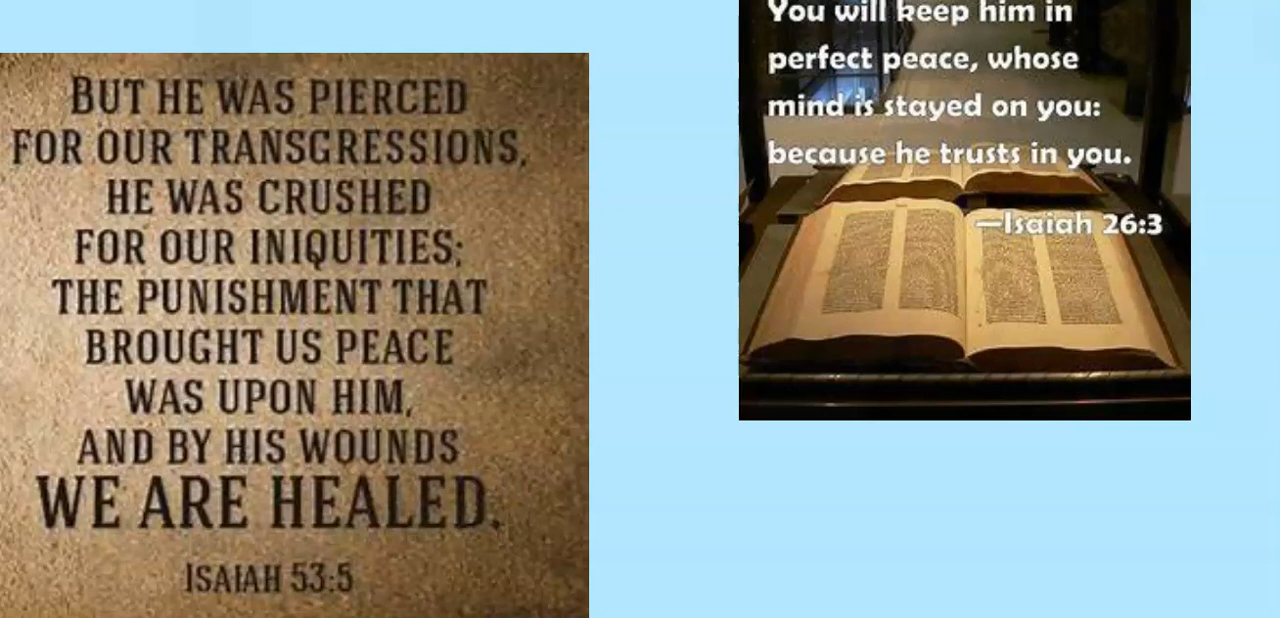 BUT HE WAS PIERCED
FOR OUR TRANSGRESSIONS,
HE WAS CRUSHED
FOR OUR INIQUITIES;
THE PUNISHMENT THAT
BROUGHT US PEACE
WAS UPON HIM,
AND BY HIS WOUNDS
WE ARE HEALED.
ISAIAH 53:5
You will keep him in
perfect peace, whose
mind is stayed on you:
because he trusts in you.
—Isaiah 26:3